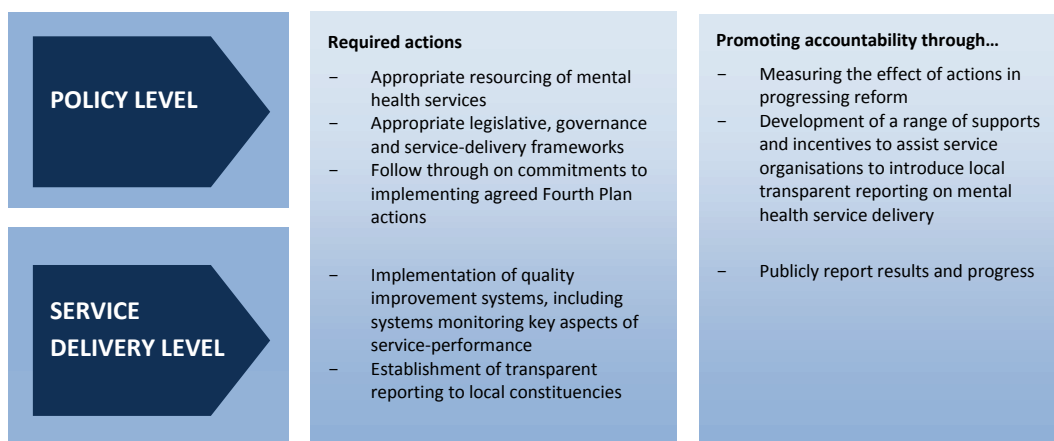 POLICY LEVEL
SERVICE
DELIVERY LEVEL
Required actions
– Appropriate resourcing of mental
health services
– Appropriate legislative, governance
and service-delivery frameworks
– Follow through on commitments to
implementing agreed Fourth Plan
actions
– Implementation of quality
improvement systems, including
systems monitoring key aspects of
service-performance
– Establishment of transparent
reporting to local constituencies
Promoting accountability through…
– Measuring the effect of actions in
progressing reform
– Development of a range of supports
and incentives to assist service
organisations to introduce local
transparent reporting on mental
health service delivery
– Publicly report results and progress